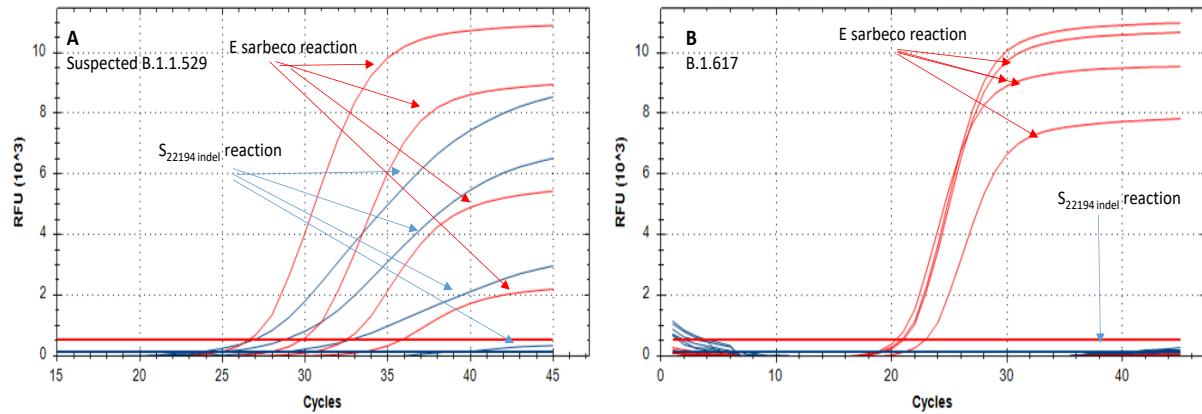 A
Suspected B.1.1.529
E sarbeco reaction
S22194 indel reaction
RFU (10^3)
10
8
6
4
2
0
15
20
25
30
35
40
45
Cycles
B
B.1.617
E sarbeco reaction
S22194 indel reaction
RFU (10^3)
10
8
6
4
2
0
0
10
20
30
40
Cycles